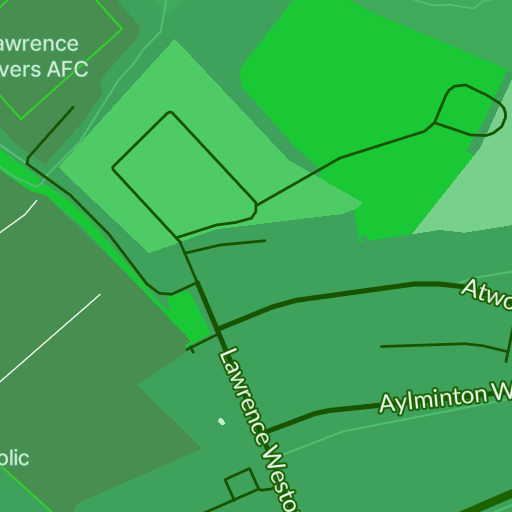 awrence
vers AFC
Atwo
Aylminton W
Lawrence Westo
olic